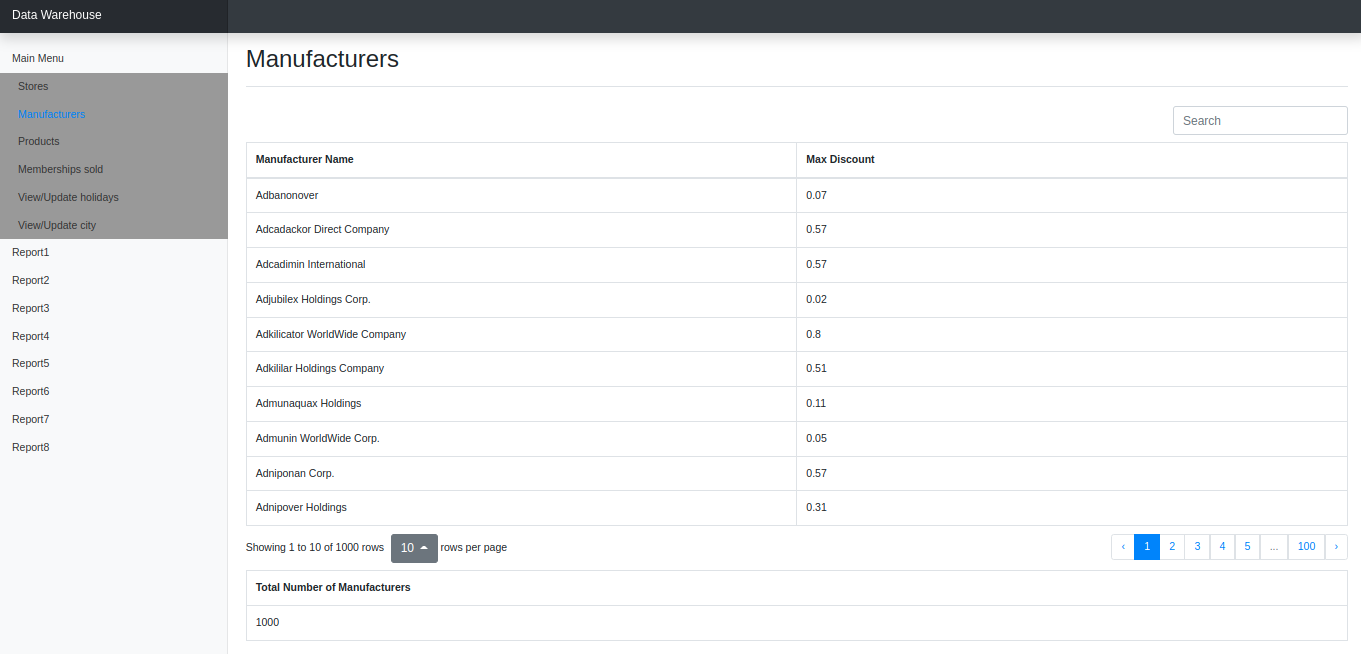 Data Warehouse
Main Menu
Stores
Manufacturers
Products
Memberships sold
View/Update holidays
View/Update city
Report1
Report2
Report3
Report4
Report5
Report6
Report7
Report8
Manufacturers
Search
Manufacturer Name Max Discount
Adbanonover 0.07
Adcadackor Direct Company 0.57
Adcadimin International 0.57
Adjubilex Holdings Corp. 0.02
Adkilicator WorldWide Company 0.8
Adkililar Holdings Company 0.51
Admunaquax Holdings 0.11
Admunin WorldWide Corp. 0.05
Adniponan Corp. 0.57
Adnipover Holdings 0.31
Showing 1 to 10 of 1000 rows 10 rows per page ‹ 1 2 3 4 5 ... 100 ›
Total Number of Manufacturers
1000